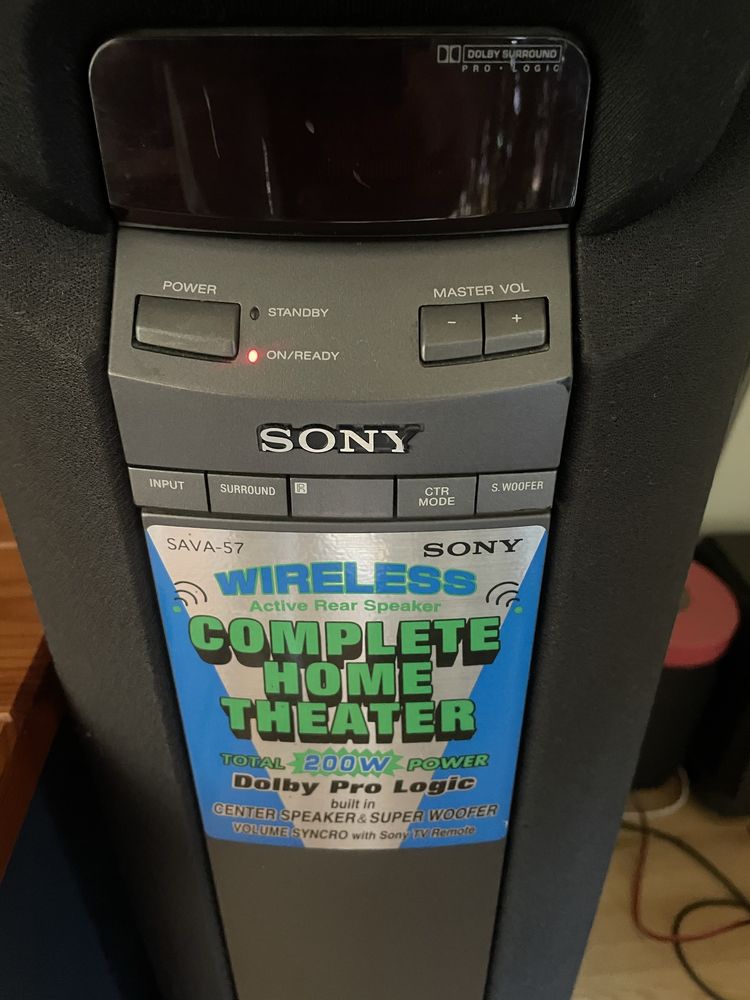 DOLBY SURROUND
PRO • LOGIC
POWER
MASTER VOL
STANDBY
- +
ON/READY
SONY
INPUT SURROUND IR CTR MODE S.WOOFER
SAVA-57 SONY
WIRELESS
Active Rear Speaker
COMPLETE
HOME
THEATER
TOTAL 200W POWER
Dolby Pro Logic
built in
CENTER SPEAKER & SUPER WOOFER
VOLUME SYNCRO with Sony TV Remote